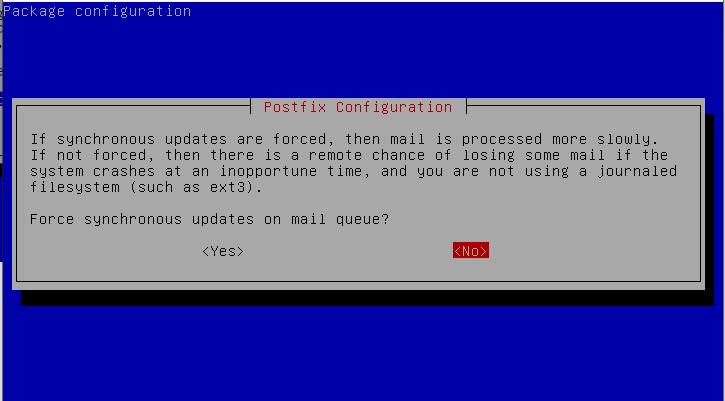 Package configuration
Postfix Configuration
If synchronous updates are forced, then mail is processed more slowly.
If not forced, then there is a remote chance of losing some mail if the
system crashes at an inopportune time, and you are not using a journaled
filesystem (such as ext3).
Force synchronous updates on mail queue?
<Yes> <No>